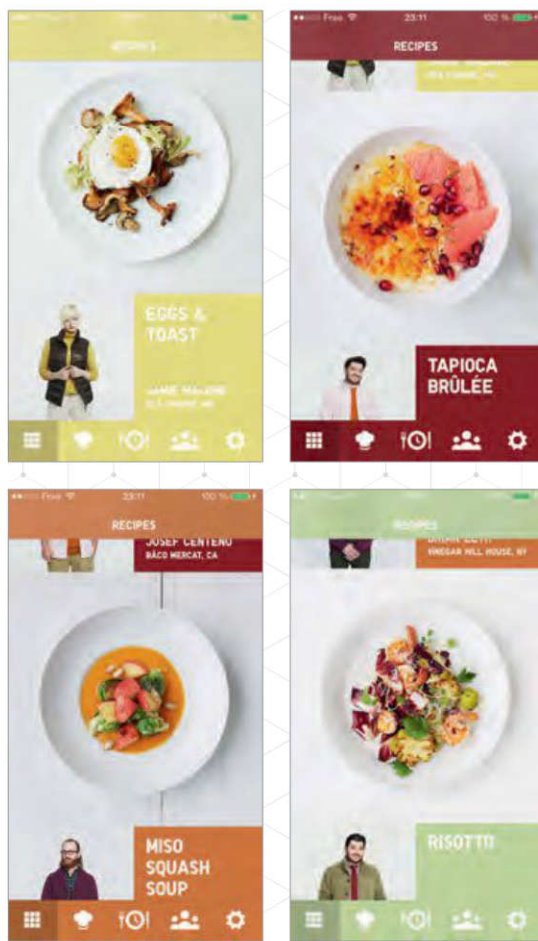 RECIPES
EGGS &
TOAST
Free 23:11 100 %
RECIPES
TAPIOCA
BRÛLÉE
Free 23:11 100 %
RECIPES
JOSEF CENTENO
BÄCO MERCAT, CA
MISO
SQUASH
SOUP
RECIPES
VINEGAR HILL HOUSE, NY
RISOTTO